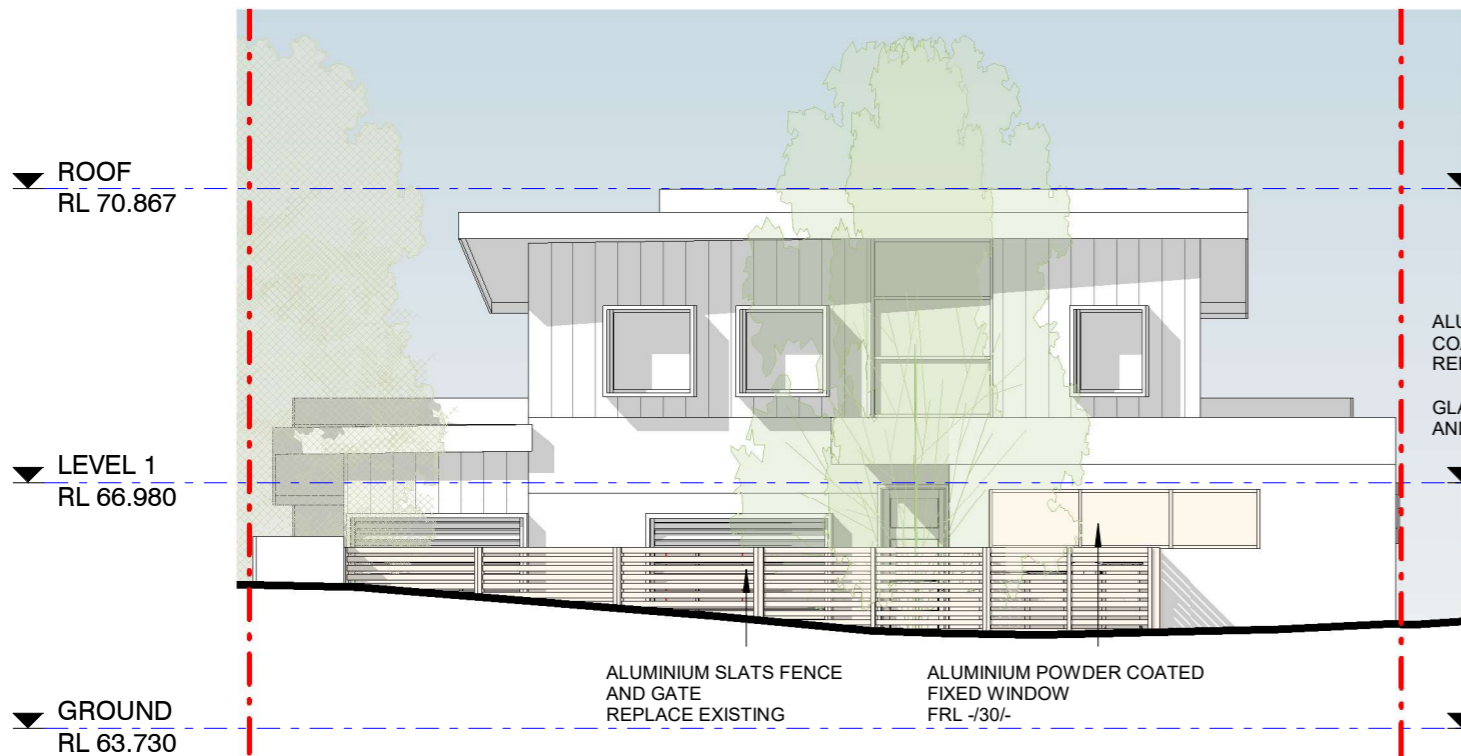 ROOF
RL 70.867
LEVEL 1
RL 66.980
GROUND
RL 63.730
ALUMINIUM SLATS FENCE
AND GATE
REPLACE EXISTING
ALUMINIUM POWDER COATED
FIXED WINDOW
FRL -/30/-